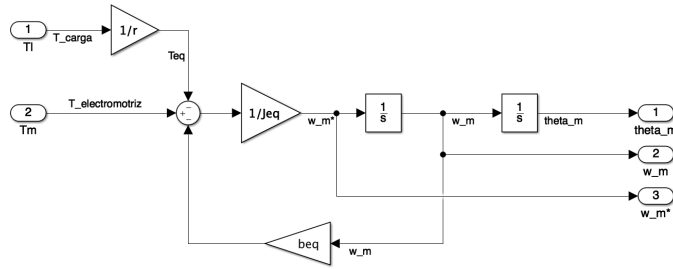 1
Tl
T_carga
1/r
Teq
2
Tm
T_electromotriz
1/Jeq
w_m*
1
s
w_m
1
s
theta_m
1
theta_m
2
w_m
3
w_m*
beq
w_m